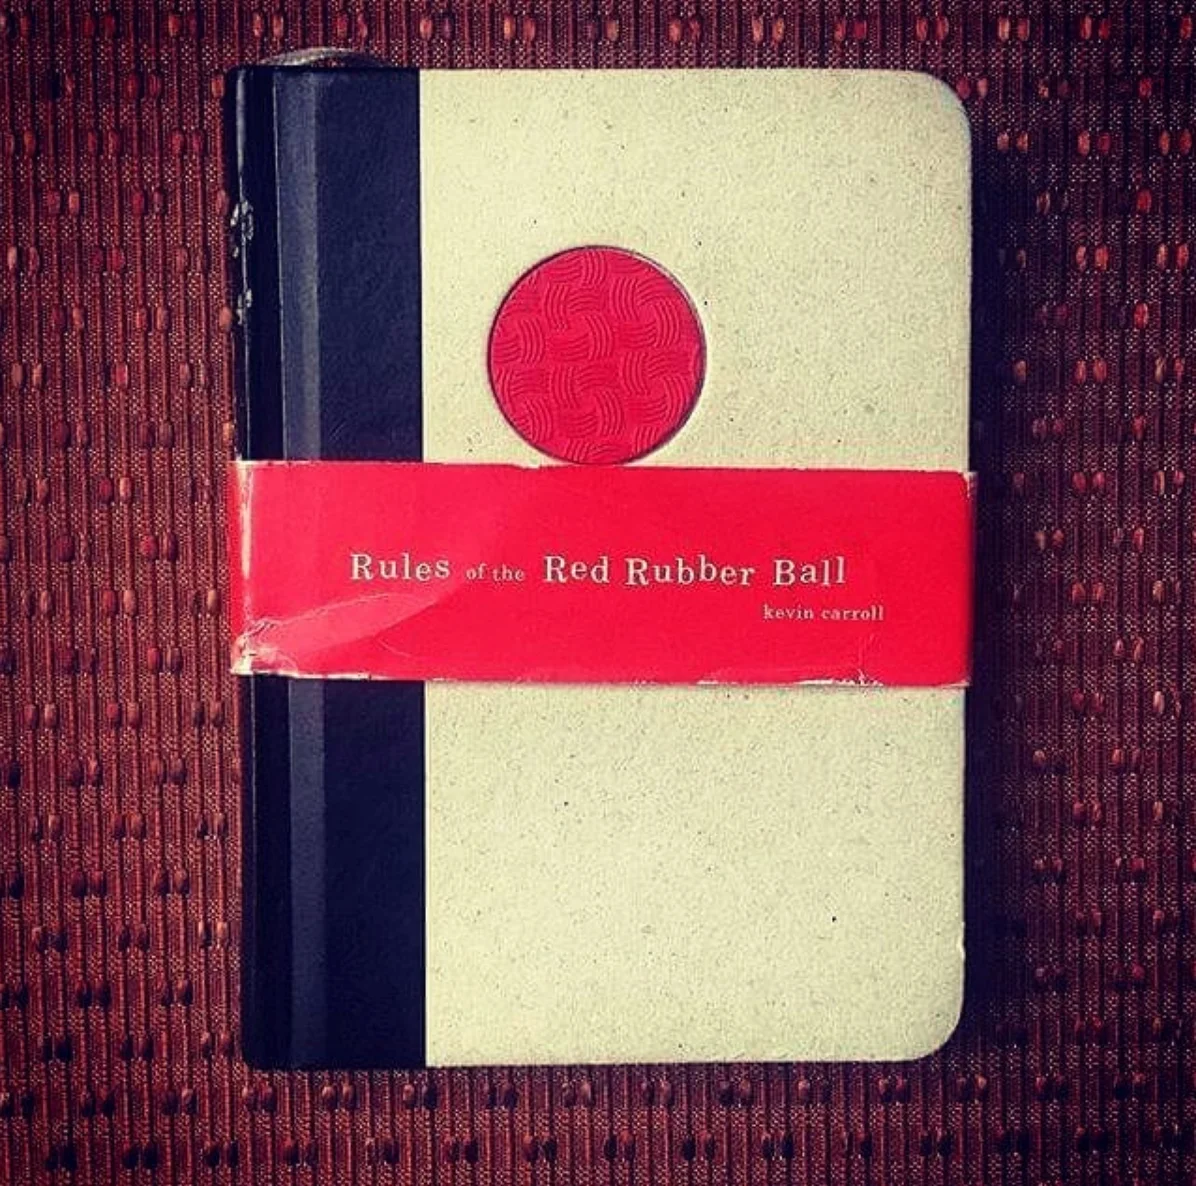 Rules of the Red Rubber Ball
kevin carroll